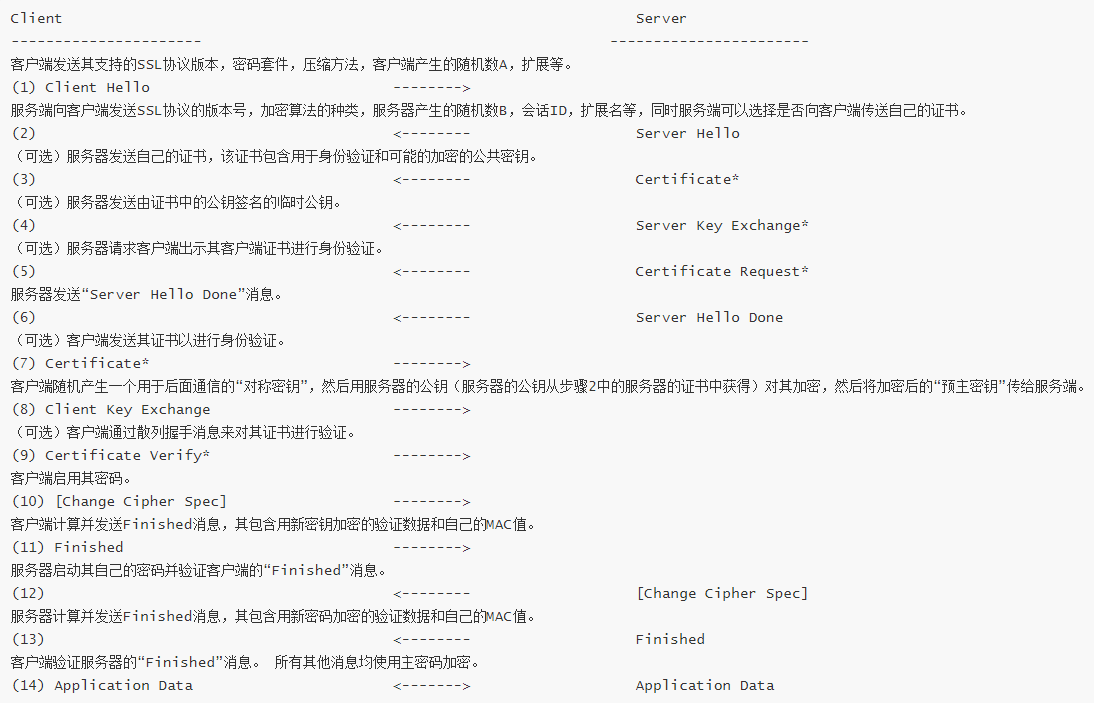 Client                                    Server
----------------------                    -----------------------
客户端发送其支持的SSL协议版本，密码套件，压缩方法，客户端产生的随机数A，扩展等。
(1) Client Hello          -------->
服务端向客户端发送SSL协议的版本号，加密算法的种类，服务器产生的随机数B，会话ID，扩展名等，同时服务端可以选择是否向客户端传送自己的证书。
(2)                       <--------       Server Hello
（可选）服务器发送自己的证书，该证书包含用于身份验证和可能的加密的公共密钥。
(3)                       <--------       Certificate*
（可选）服务器发送由证书中的公钥签名的临时公钥。
(4)                       <--------       Server Key Exchange*
（可选）服务器请求客户端出示其客户端证书进行身份验证。
(5)                       <--------       Certificate Request*
服务器发送“Server Hello Done”消息。
(6)                       <--------       Server Hello Done
（可选）客户端发送其证书以进行身份验证。
(7) Certificate*          -------->
客户端随机产生一个用于后面通信的“对称密钥”，然后用服务器的公钥（服务器的公钥从步骤2中的服务器的证书中获得）对其加密，然后将加密后的“预主密钥”传给服务端。
(8) Client Key Exchange   -------->
（可选）客户端通过散列握手消息来对其证书进行验证。
(9) Certificate Verify*   -------->
客户端启用其密码。
(10) [Change Cipher Spec] -------->
客户端计算并发送Finished消息，其包含用新密钥加密的验证数据和自己的MAC值。
(11) Finished             -------->
服务器启动其自己的密码并验证客户端的“Finished”消息。
(12)                      <--------       [Change Cipher Spec]
服务器计算并发送Finished消息，其包含用新密码加密的验证数据和自己的MAC值。
(13)                      <--------       Finished
客户端验证服务器的“Finished”消息。 所有其他消息均使用主密码加密。
(14) Application Data     <------->       Application Data